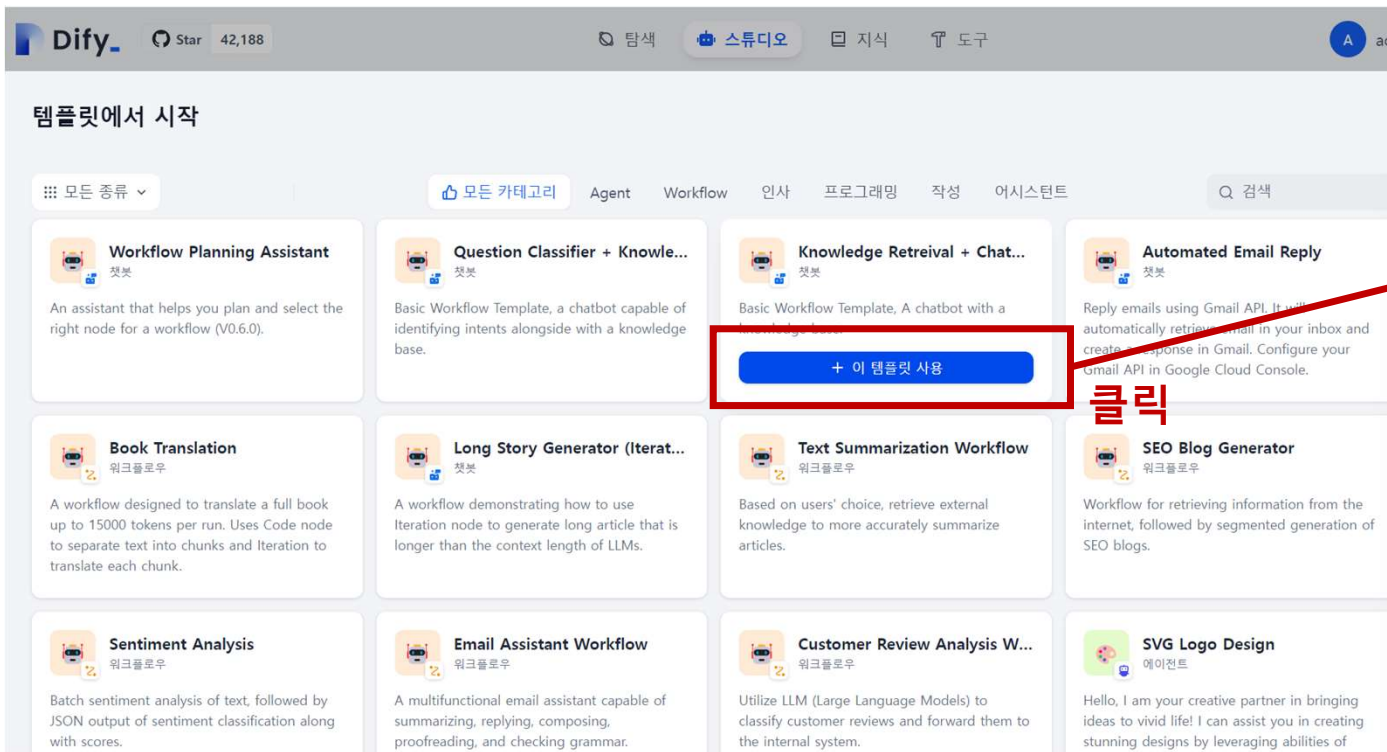 Dify_ Star 42,188 탐색 스튜디오 지식 도구 A
템플릿에서 시작
모든 종류 모든 카테고리 Agent Workflow 인사 프로그래밍 작성 어시스턴트 검색
Workflow Planning Assistant
챗봇
An assistant that helps you plan and select the
right node for a workflow (V0.6.0).
Question Classifier + Knowle...
챗봇
Basic Workflow Template, a chatbot capable of
identifying intents alongside with a knowledge
base.
Knowledge Retreival + Chat...
챗봇
Basic Workflow Template, A chatbot with a
knowledge base.
+ 이 템플릿 사용
클릭
Automated Email Reply
챗봇
Reply emails using Gmail API. It will
automatically retrieve email in your inbox and
create a response in Gmail. Configure your
Gmail API in Google Cloud Console.
Book Translation
워크플로우
A workflow designed to translate a full book
up to 15000 tokens per run. Uses Code node
to separate text into chunks and Iteration to
translate each chunk.
Long Story Generator (Iterat...
챗봇
A workflow demonstrating how to use
Iteration node to generate long article that is
longer than the context length of LLMs.
Text Summarization Workflow
워크플로우
Based on users' choice, retrieve external
knowledge to more accurately summarize
articles.
SEO Blog Generator
워크플로우
Workflow for retrieving information from the
internet, followed by segmented generation of
SEO blogs.
Sentiment Analysis
워크플로우
Batch sentiment analysis of text, followed by
JSON output of sentiment classification along
with scores.
Email Assistant Workflow
워크플로우
A multifunctional email assistant capable of
summarizing, replying, composing,
proofreading, and checking grammar.
Customer Review Analysis W...
워크플로우
Utilize LLM (Large Language Models) to
classify customer reviews and forward them to
the internal system.
SVG Logo Design
에이전트
Hello, I am your creative partner in bringing
ideas to vivid life! I can assist you in creating
stunning designs by leveraging abilities of